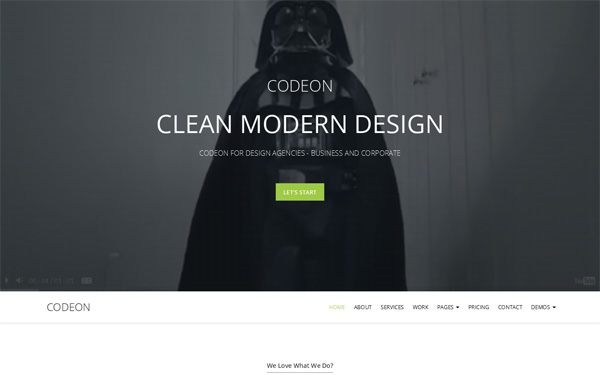 CODEON
CLEAN MODERN DESIGN
CODEON FOR DESIGN AGENCIES - BUSINESS AND CORPORATE
LET'S START
YouTube
CODEON
HOME ABOUT SERVICES WORK PAGES PRICING CONTACT DEMOS
We Love What We Do?